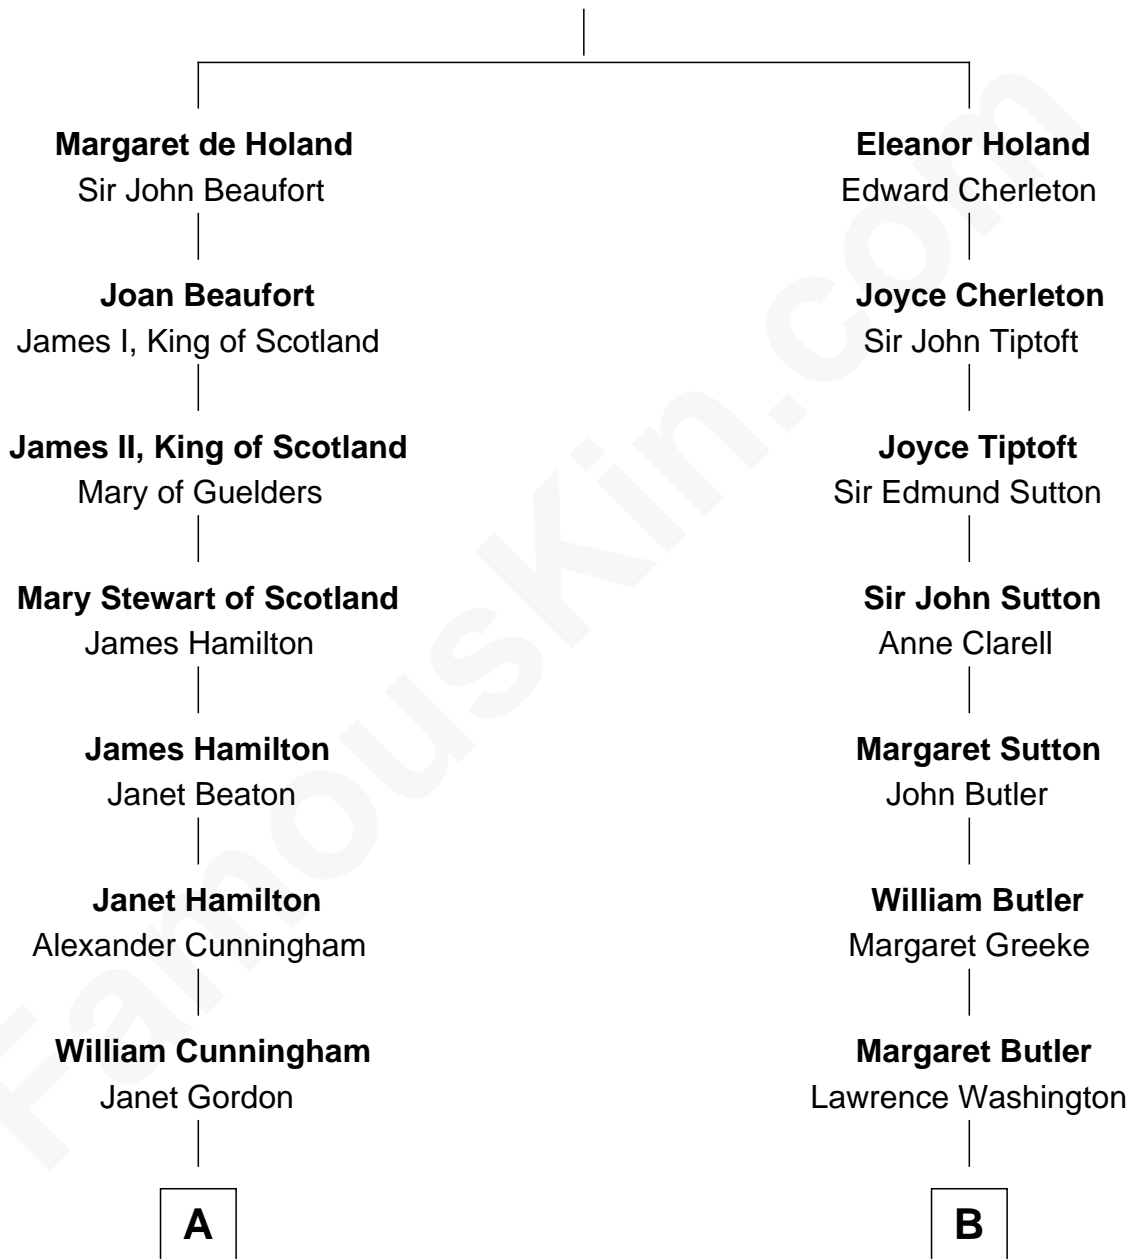 Margaret de Holand
Sir John Beaufort
Joan Beaufort
James I, King of Scotland
James II, King of Scotland
Mary of Guelders
Mary Stewart of Scotland
James Hamilton
James Hamilton
Janet Beaton
Janet Hamilton
Alexander Cunningham
William Cunningham
Janet Gordon
A
Eleanor Holand
Edward Cherleton
Joyce Cherleton
Sir John Tiptoft
Joyce Tiptoft
Sir Edmund Sutton
Sir John Sutton
Anne Clarell
Margaret Sutton
John Butler
William Butler
Margaret Greeke
Margaret Butler
Lawrence Washington
B
FamousKin.com